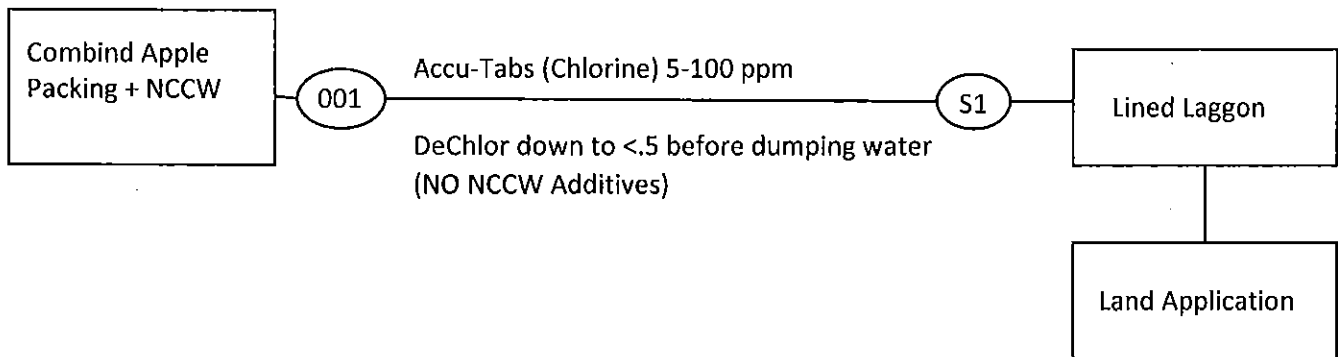 Combind Apple
Packing + NCCW
001
Accu-Tabs (Chlorine) 5-100 ppm
DeChlor down to <.5 before dumping water
(NO NCCW Additives)
S1
Lined Laggon
Land Application